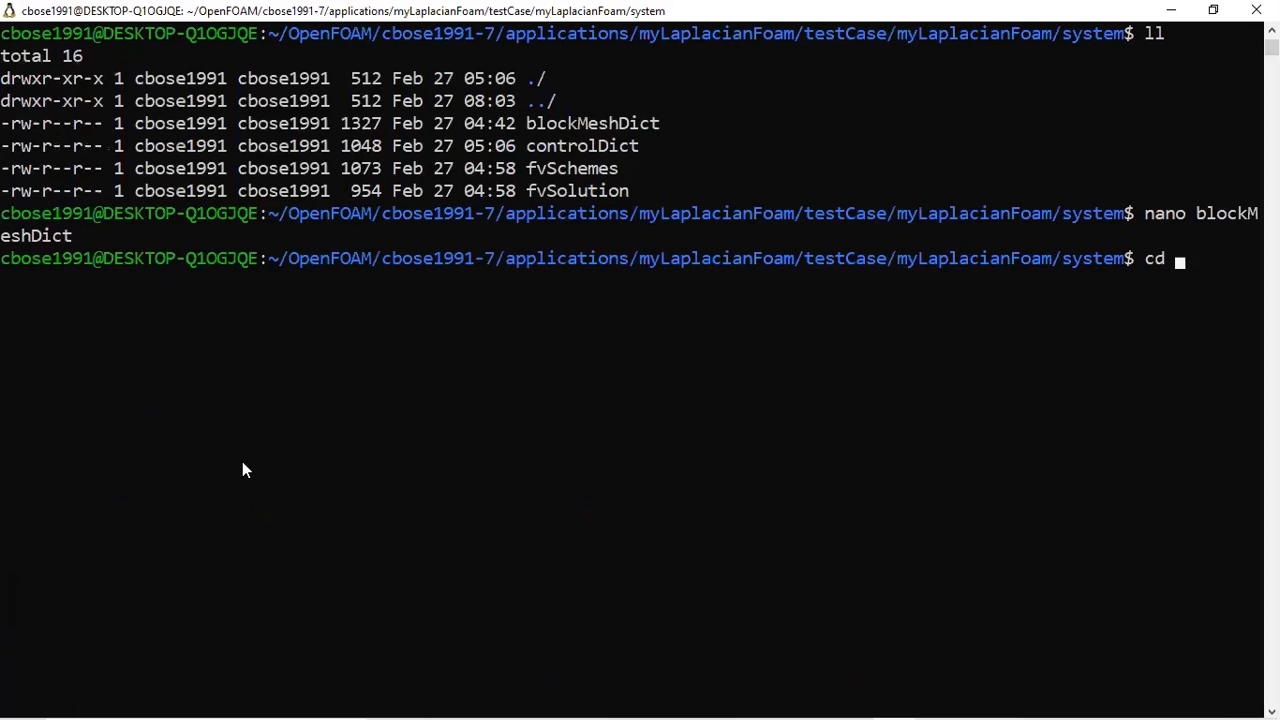 cbose1991@DESKTOP-Q1OGJQE: ~/OpenFOAM/cbose1991-7/applications/myLaplacianFoam/testCase/myLaplacianFoam/system
cbose1991@DESKTOP-Q1OGJQE:~/OpenFOAM/cbose1991-7/applications/myLaplacianFoam/testCase/myLaplacianFoam/system$ ll
total 16
drwxr-xr-x 1 cbose1991 cbose1991  512 Feb 27 05:06 ./
drwxr-xr-x 1 cbose1991 cbose1991  512 Feb 27 08:03 ../
-rw-r--r-- 1 cbose1991 cbose1991 1327 Feb 27 04:42 blockMeshDict
-rw-r--r-- 1 cbose1991 cbose1991 1048 Feb 27 05:06 controlDict
-rw-r--r-- 1 cbose1991 cbose1991 1073 Feb 27 04:58 fvSchemes
-rw-r--r-- 1 cbose1991 cbose1991  954 Feb 27 04:58 fvSolution
cbose1991@DESKTOP-Q1OGJQE:~/OpenFOAM/cbose1991-7/applications/myLaplacianFoam/testCase/myLaplacianFoam/system$ nano blockM
eshDict
cbose1991@DESKTOP-Q1OGJQE:~/OpenFOAM/cbose1991-7/applications/myLaplacianFoam/testCase/myLaplacianFoam/system$ cd